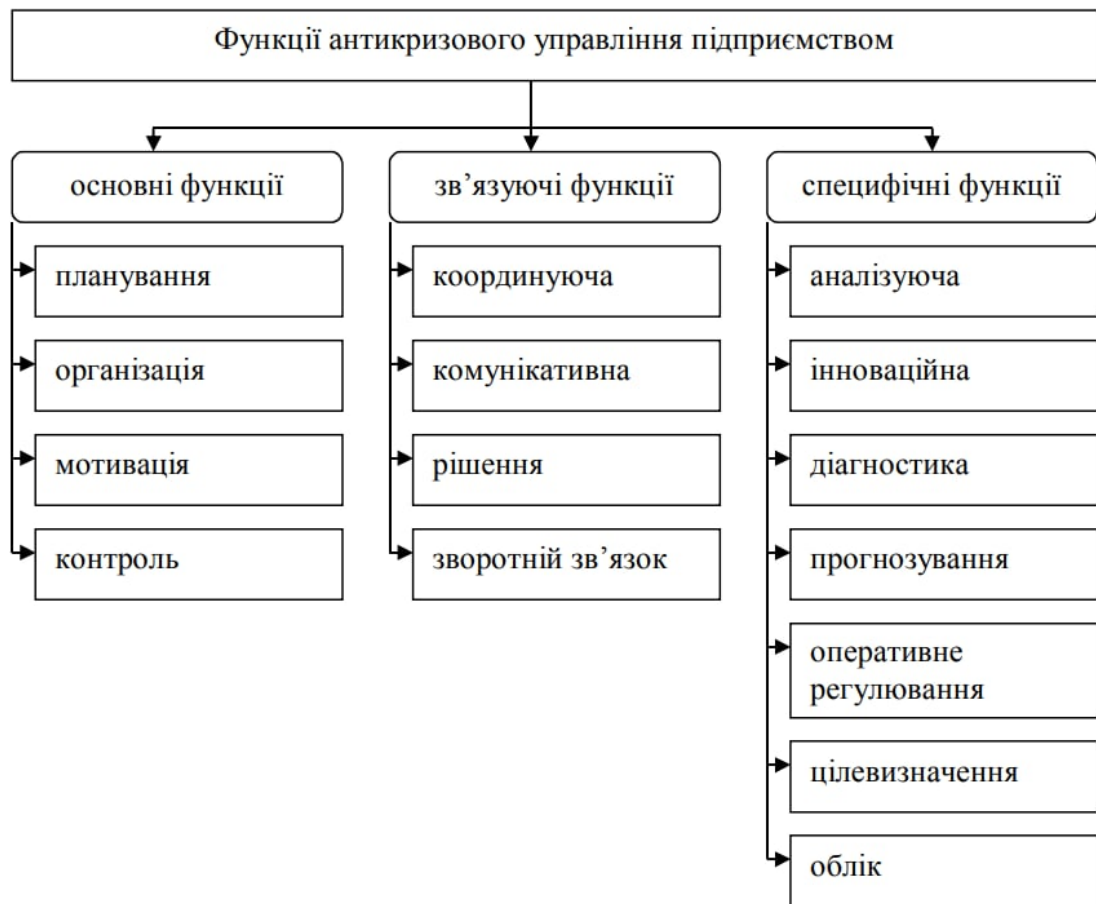 Функції антикризового управління підприємством
основні функції
планування
організація
мотивація
контроль
зв’язуючі функції
координуюча
комунікативна
рішення
зворотній зв’язок
специфічні функції
аналізуюча
інноваційна
діагностика
прогнозування
оперативне
регулювання
цілевизначення
облік